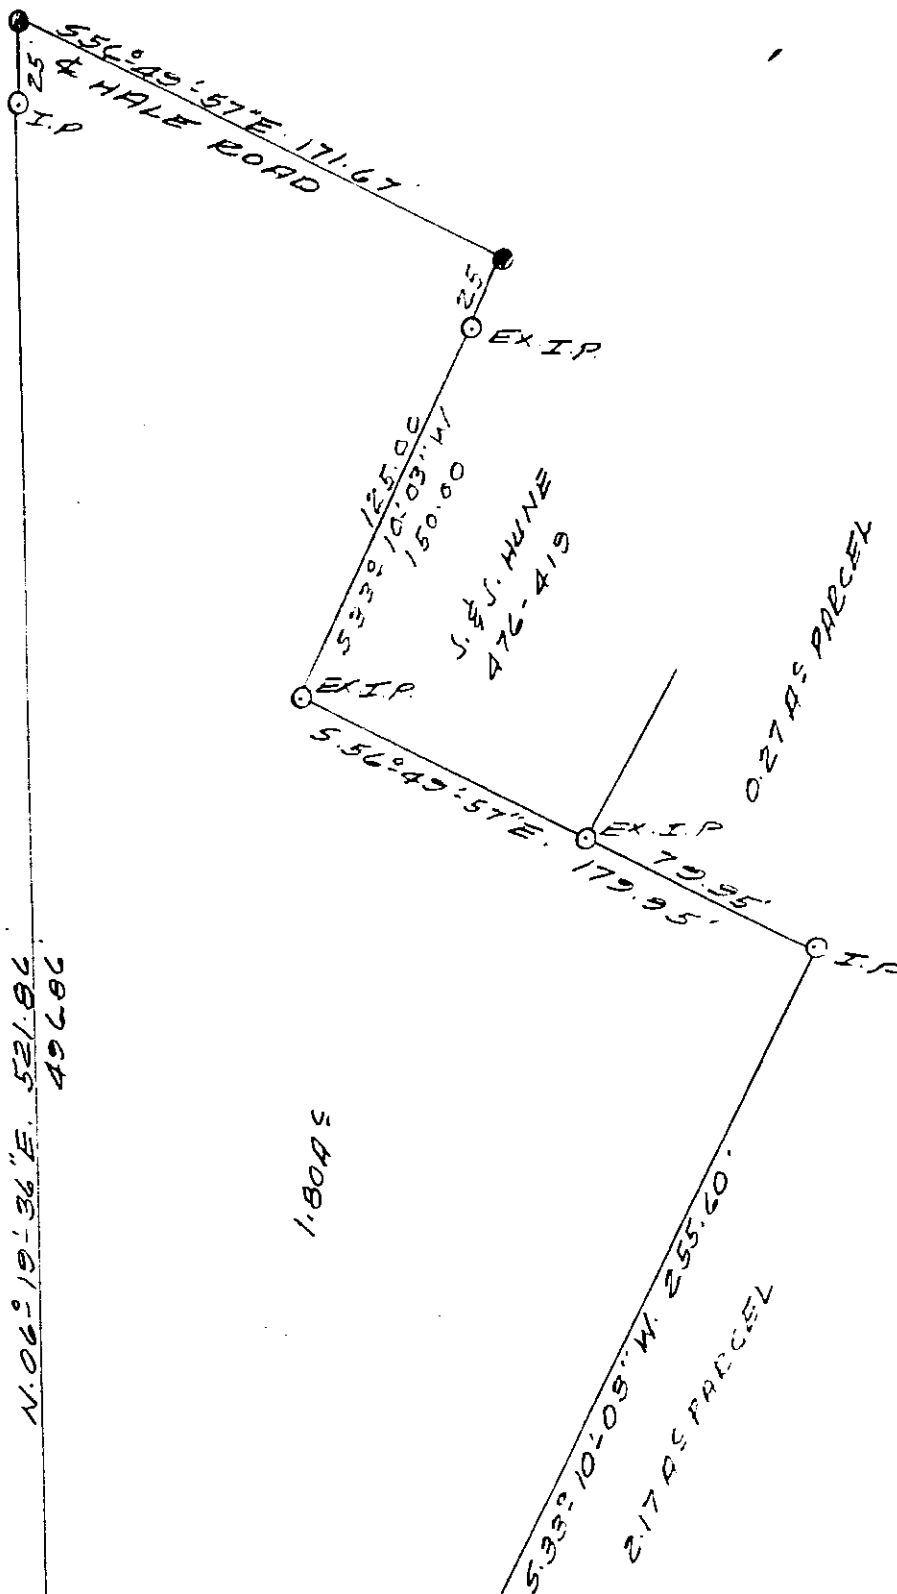 S56°-49'-57"E. 171.67'
℄ HALE ROAD
25'
I.P
25
EX. I.P.
125.00
S33°-10'-03"W
150.00
J. & J. HUNE
476-419
EX. I.P.
S.56°-49'-57"E.
179.95'
EX. I.P
79.95'
I.P
0.27 Ac PARCEL
N.06°-19'-36"E. 521.86'
496.86
1.80 Ac
S.33°-10'-03"W. 255.60'
2.17 Ac PARCEL